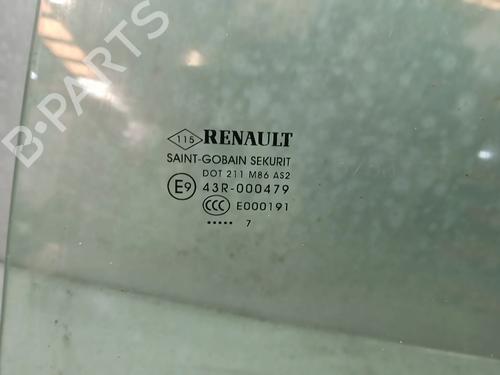 B-PARTS
115 RENAULT
SAINT-GOBAIN SEKURIT
DOT 211 M86 AS2
E9 43R-000479
CCC E000191
..... 7